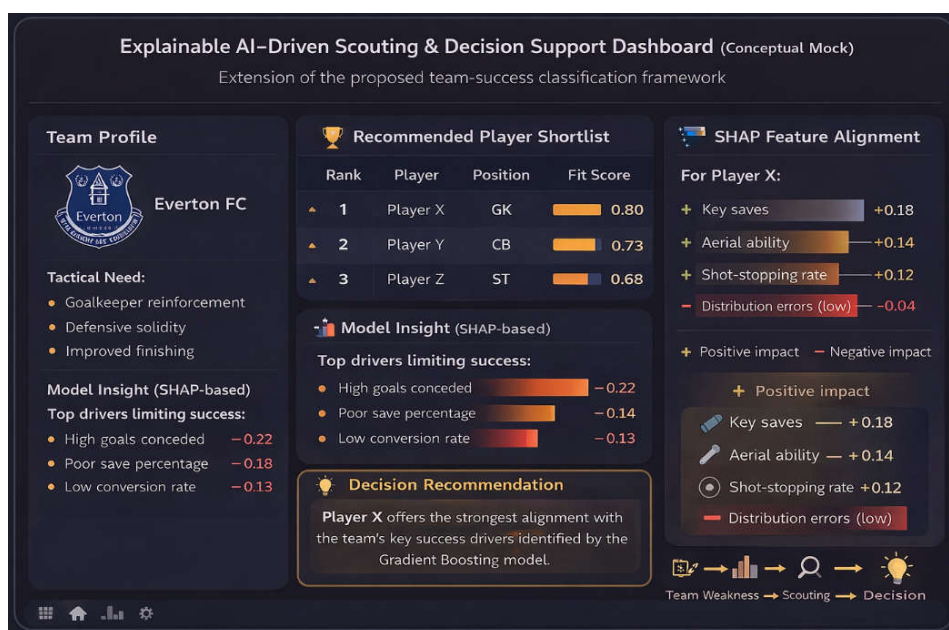 Explainable AI-Driven Scouting & Decision Support Dashboard (Conceptual Mock)
Extension of the proposed team-success classification framework
Team Profile
Everton
Everton FC
Tactical Need:
• Goalkeeper reinforcement
• Defensive solidity
• Improved finishing
Model Insight (SHAP-based)
Top drivers limiting success:
• High goals conceded −0.22
• Poor save percentage −0.18
• Low conversion rate −0.13
Recommended Player Shortlist
Rank Player Position Fit Score
1 Player X GK 0.80
2 Player Y CB 0.73
3 Player Z ST 0.68
Model Insight (SHAP-based)
Top drivers limiting success:
• High goals conceded −0.22
• Poor save percentage −0.14
• Low conversion rate −0.13
Decision Recommendation
Player X offers the strongest alignment with
the team's key success drivers identified by the
Gradient Boosting model.
SHAP Feature Alignment
For Player X:
+ Key saves +0.18
+ Aerial ability +0.14
+ Shot-stopping rate +0.12
− Distribution errors (low) −0.04
+ Positive impact − Negative impact
+ Positive impact
Key saves — +0.18
Aerial ability — +0.14
Shot-stopping rate +0.12
− Distribution errors (low)
Team Weakness → Scouting → Decision